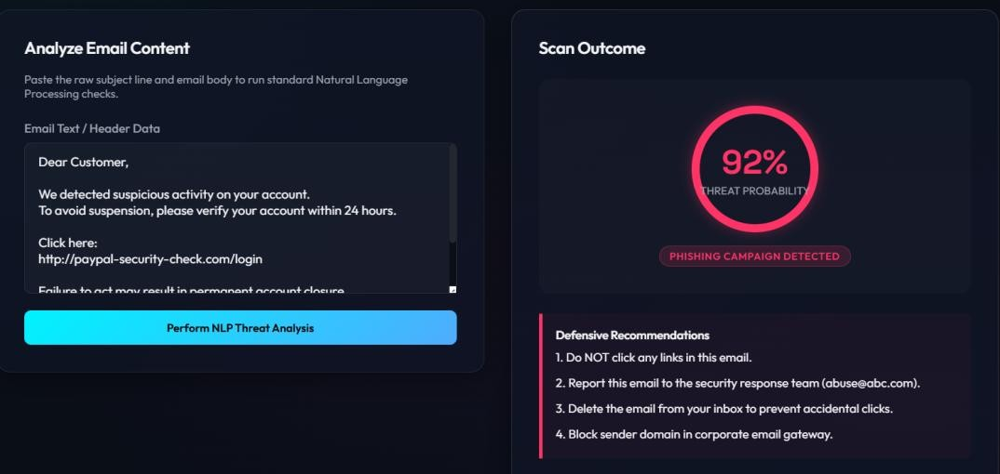 Analyze Email Content
Paste the raw subject line and email body to run standard Natural Language
Processing checks.
Email Text / Header Data
Dear Customer,
We detected suspicious activity on your account.
To avoid suspension, please verify your account within 24 hours.
Click here:
http://paypal-security-check.com/login
Failure to act may result in permanent account closure
Perform NLP Threat Analysis
Scan Outcome
92%
THREAT PROBABILITY
PHISHING CAMPAIGN DETECTED
Defensive Recommendations
1. Do NOT click any links in this email.
2. Report this email to the security response team (abuse@abc.com).
3. Delete the email from your inbox to prevent accidental clicks.
4. Block sender domain in corporate email gateway.